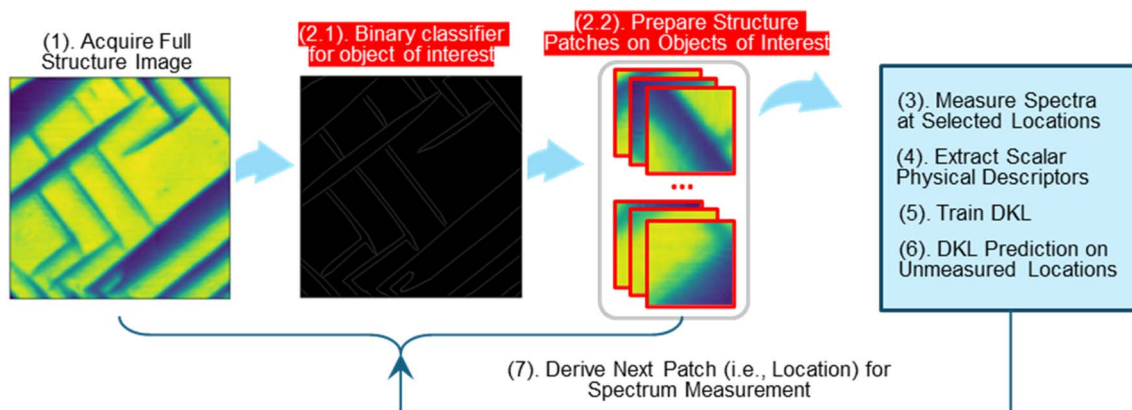 (1). Acquire Full
Structure Image
(2.1). Binary classifier
for object of interest
(2.2). Prepare Structure
Patches on Objects of Interest
...
(3). Measure Spectra
at Selected Locations
(4). Extract Scalar
Physical Descriptors
(5). Train DKL
(6). DKL Prediction on
Unmeasured Locations
(7). Derive Next Patch (i.e., Location) for
Spectrum Measurement